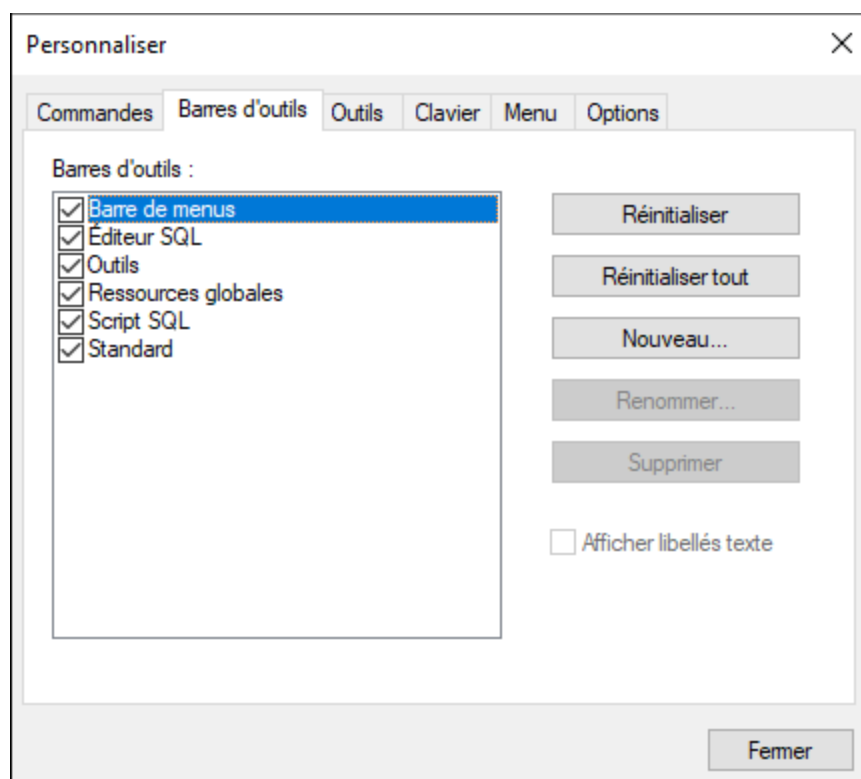 Personnaliser
Commandes Barres d'outils Outils Clavier Menu Options
Barres d'outils :
Barre de menus
Éditeur SQL
Outils
Ressources globales
Script SQL
Standard
Réinitialiser
Réinitialiser tout
Nouveau...
Renommer...
Supprimer
Afficher libellés texte
Fermer